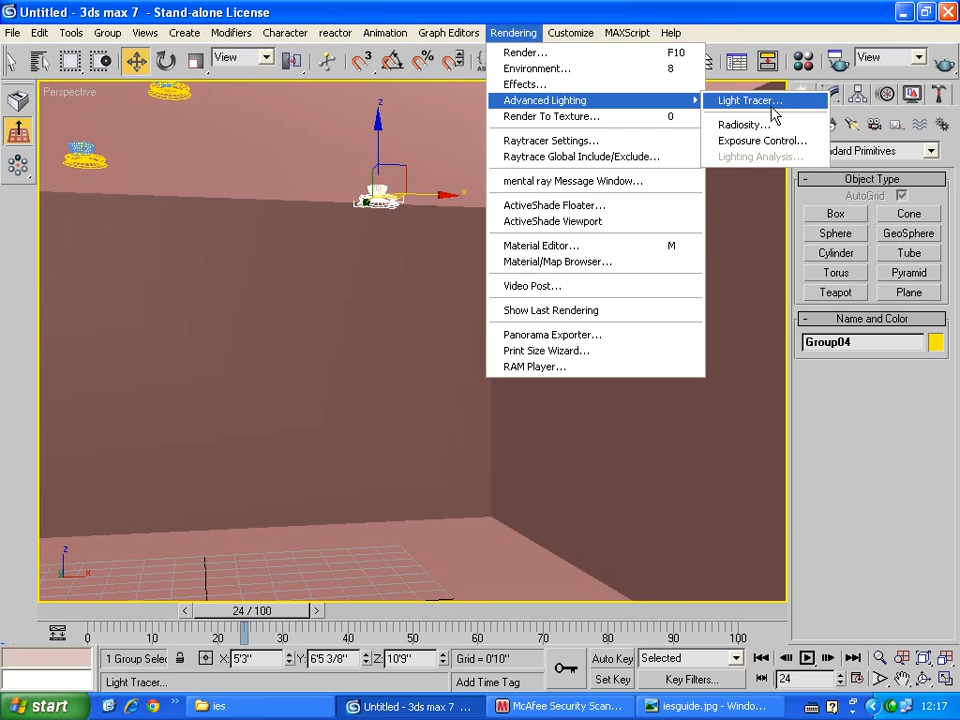 Untitled - 3ds max 7 - Stand-alone License
File Edit Tools Group Views Create Modifiers Character reactor Animation Graph Editors Rendering Customize MAXScript Help
View
View
Perspective
z
x
Render... F10
Environment... 8
Effects...
Advanced Lighting
Render To Texture... 0
Raytracer Settings...
Raytrace Global Include/Exclude...
mental ray Message Window...
ActiveShade Floater...
ActiveShade Viewport
Material Editor... M
Material/Map Browser...
Video Post...
Show Last Rendering
Panorama Exporter...
Print Size Wizard...
RAM Player...
Light Tracer...
Radiosity...
Exposure Control...
Lighting Analysis...
dard Primitives
- Object Type
AutoGrid
Box Cone
Sphere GeoSphere
Cylinder Tube
Torus Pyramid
Teapot Plane
- Name and Color
Group04
z
y x
< 24 / 100 >
0 10 20 30 40 50 60 70 80 90 100
1 Group Selec X: 5'3" Y: 6'5 3/8" Z: 10'9" Grid = 0'10" Auto Key Selected
Light Tracer... Add Time Tag Set Key Key Filters... 24
start ies Untitled - 3ds max 7 ... McAfee Security Scan... iesguide.jpg - Windo... 12:17